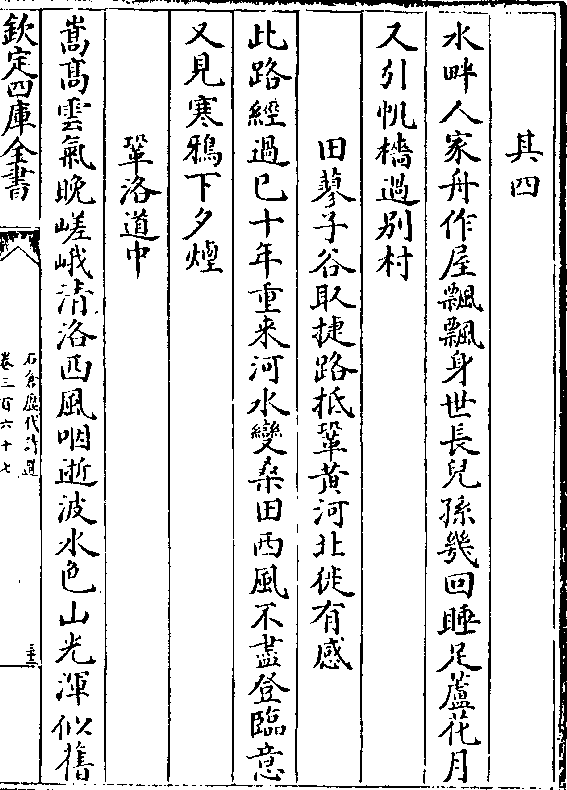 其四
水畔人家舟作屋飄飄身世長兒孫幾回睡足蘆花月
又引帆檣過別村
田蓼子谷取捷路抵鞏黄河北徙有感
此路經過已十年重来河水變桑田西風不盡登臨意
又見寒鴉下夕煙
鞏洛道中
嵩髙雲氣晚嵯峨清洛西風咽逝波水色山光渾似舊
欽定四庫全書
石倉歴代詩選
卷三百六十七